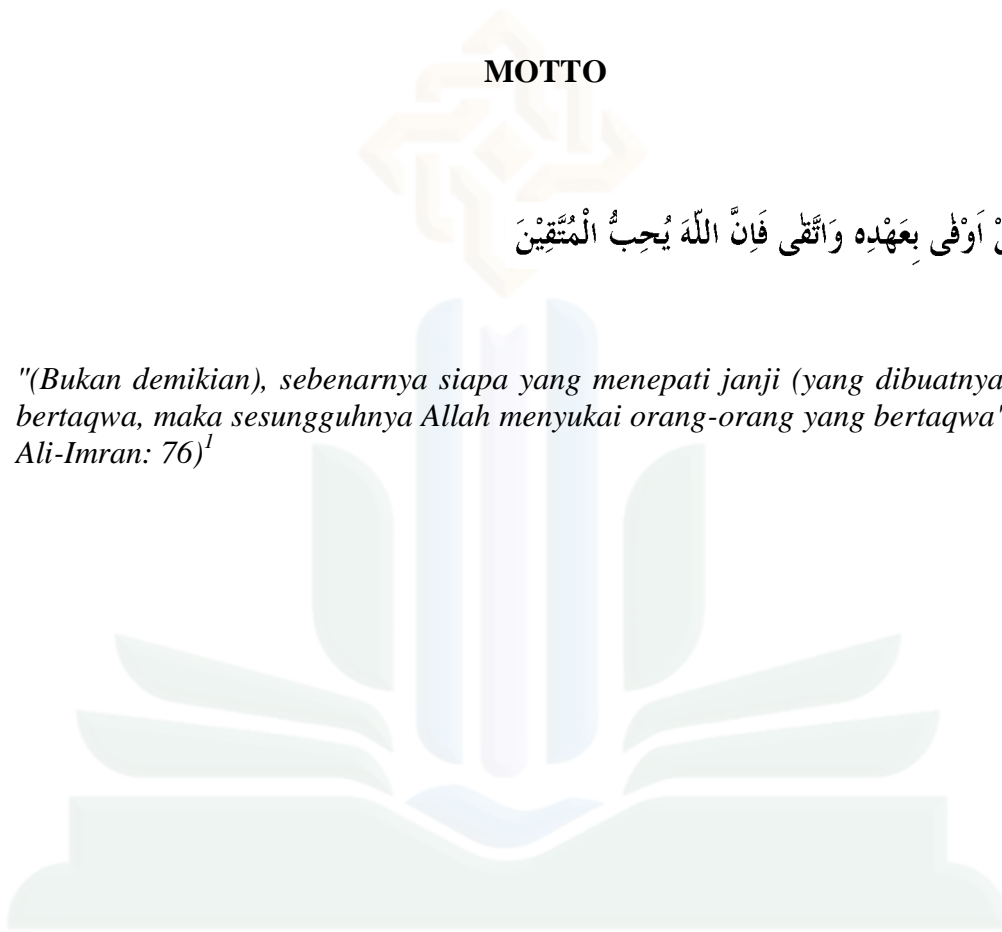 MOTTO
اَوْفٰى بِعَهْدِه وَاتَّقٰى فَاِنَّ اللّٰهَ يُحِبُّ الْمُتَّقِيْنَ
"(Bukan demikian), sebenarnya siapa yang menepati janji (yang dibuatnya
bertaqwa, maka sesungguhnya Allah menyukai orang-orang yang bertaqwa"
Ali-Imran: 76)1